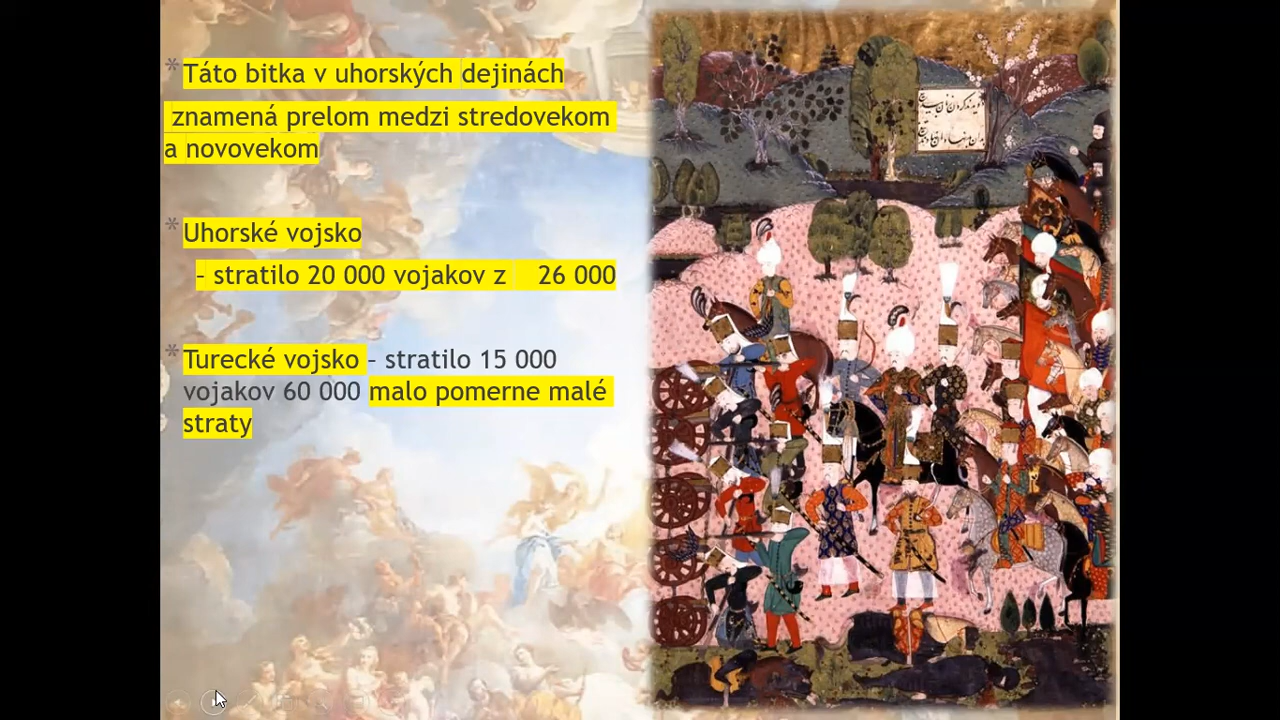 * Táto bitka v uhorských dejinách
znamená prelom medzi stredovekom
a novovekom
* Uhorské vojsko
– stratilo 20 000 vojakov z 26 000
* Turecké vojsko – stratilo 15 000
vojakov 60 000 malo pomerne malé
straty